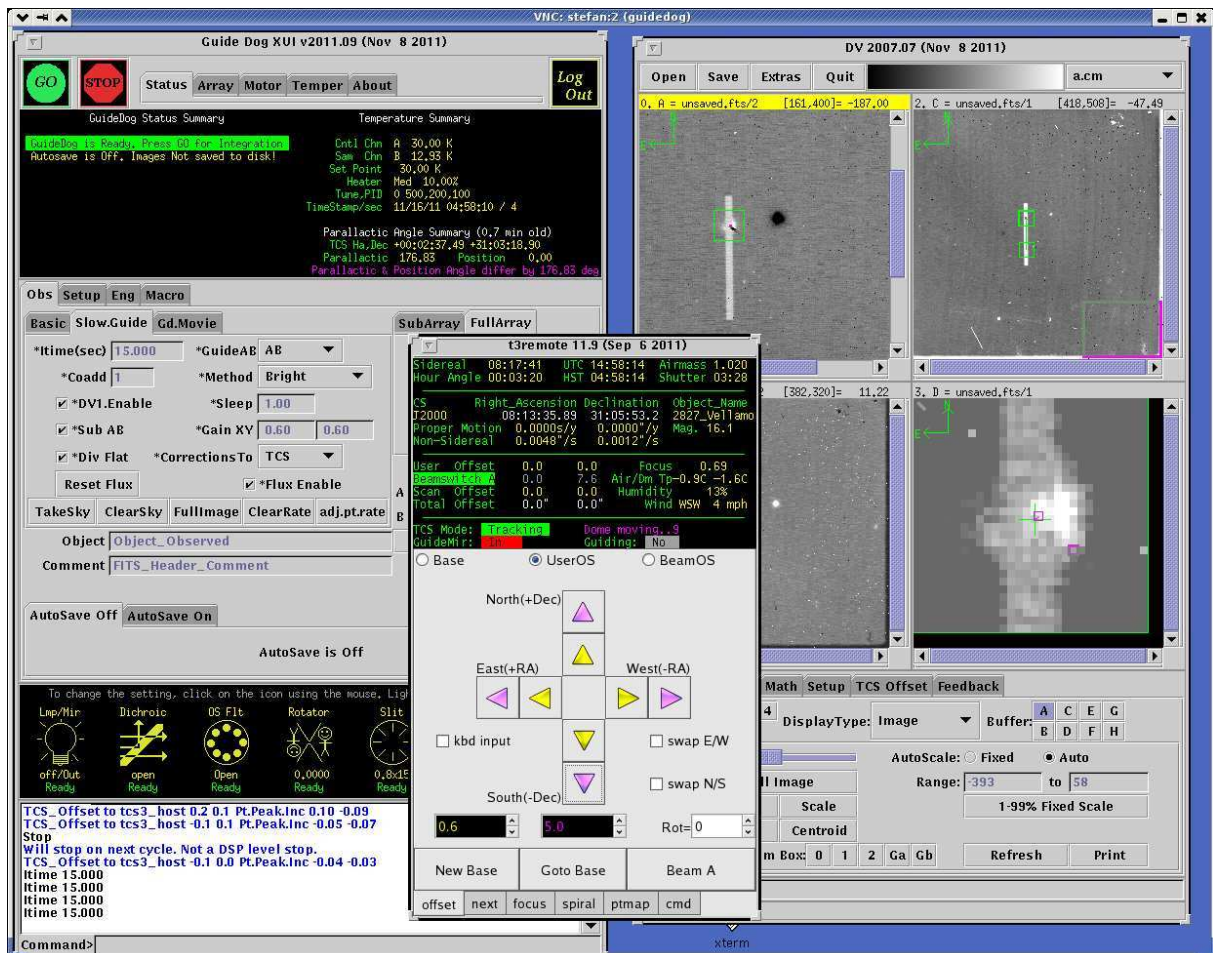 VNC: stefan:2 (guidedog)
Guide Dog XUI v2011.09 (Nov 8 2011)
GO STOP Status Array Motor Temper About Log Out
GuideDog Status Summary
GuideDog is Ready. Press GO for Integration
Autosave is Off. Images Not saved to disk!
Temperature Summary
Cntl Chn A 30.00 K
Sam Chn B 12.93 K
Set Point 30.00 K
Heater Med 10.00%
Tune,PID 0 500,200,100
TimeStamp/sec 11/16/11 04:58:10 / 4
Parallactic Angle Summary (0.7 min old)
TCS Ha,Dec +00:02:37.49 +31:03:18.90
Parallactic 176.83 Position 0.00
Parallactic & Position Angle differ by 176.83 deg
Obs Setup Eng Macro
Basic Slow.Guide Gd.Movie
SubArray FullArray
*Itime(sec) 15.000 *GuideAB AB
*Coadd 1 *Method Bright
*DV1.Enable *Sleep 1.00
*Sub AB *Gain XY 0.60 0.60
*Div Flat *CorrectionsTo TCS
Reset Flux *Flux Enable
A
TakeSky ClearSky FullImage ClearRate adj.pt.rate
B
Object Object_Observed
Comment FITS_Header_Comment
AutoSave Off AutoSave On
AutoSave is Off
To change the setting, click on the icon using the mouse.
Lmp/Mir Dichroic OS Flt Rotator Slit
off/Out open Open 0.0000 0.8x15
Ready Ready Ready Ready Ready
TCS_Offset to tcs3_host 0.2 0.1 Pt.Peak.Inc 0.10 -0.09
TCS_Offset to tcs3_host -0.1 0.1 Pt.Peak.Inc -0.05 -0.07
Stop
Will stop on next cycle. Not a DSP level stop.
TCS_Offset to tcs3_host -0.1 0.0 Pt.Peak.Inc -0.04 -0.03
Itime 15.000
Itime 15.000
Itime 15.000
Itime 15.000
Command>
t3remote 11.9 (Sep 6 2011)
Sidereal 08:17:41 UTC 14:58:14 Airmass 1.020
Hour Angle 00:03:20 HST 04:58:14 Shutter 03:28
CS Right_Ascension Declination Object_Name
J2000 08:13:35.89 31:05:53.2 2827_Vellamo
Proper Motion 0.0000s/y 0.0000"/y Mag. 16.1
Non-Sidereal 0.0048"/s 0.0012"/s
User Offset 0.0 0.0 Focus 0.69
Beamswitch A 0.0 7.6 Air/Dm Tp-0.9C -1.6C
Scan Offset 0.0 0.0 Humidity 13%
Total Offset 0.0" 0.0" Wind WSW 4 mph
TCS Mode: Tracking Dome moving..9
GuideMir: In Guiding: No
Base UserOS BeamOS
North(+Dec)
East(+RA) West(-RA)
kbd input swap E/W
swap N/S
South(-Dec)
0.6 5.0 Rot= 0
New Base Goto Base Beam A
offset next focus spiral ptmap cmd
DV 2007.07 (Nov 8 2011)
Open Save Extras Quit a.cm
0. A = unsaved.fts/2 [161,400]= -187.00
2. C = unsaved.fts/1 [418,508]= -47.49
N
E
N
E
[382,320]= 11.22
3. D = unsaved.fts/1
E
Math Setup TCS Offset Feedback
4 DisplayType: Image Buffer: A C E G
B D F H
AutoScale: Fixed Auto
Image Range: -393 to 58
Scale 1-99% Fixed Scale
Centroid
Box: 0 1 2 Ga Gb Refresh Print
xterm